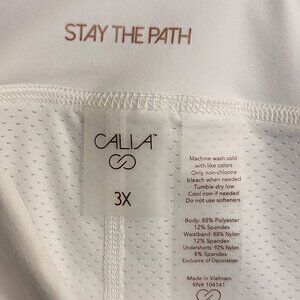 STAY THE PATH
CALIA™
3X
Machine wash cold
with like colors
Only non-chlorine
bleach when needed
Tumble dry low
Cool iron if needed
Do not use softeners
Body: 88% Polyester
12% Spandex
Waistband: 88% Nylon
12% Spandex
Undershorts: 92% Nylon
8% Spandex
Exclusive of Decoration
Made in Vietnam
RN# 104141